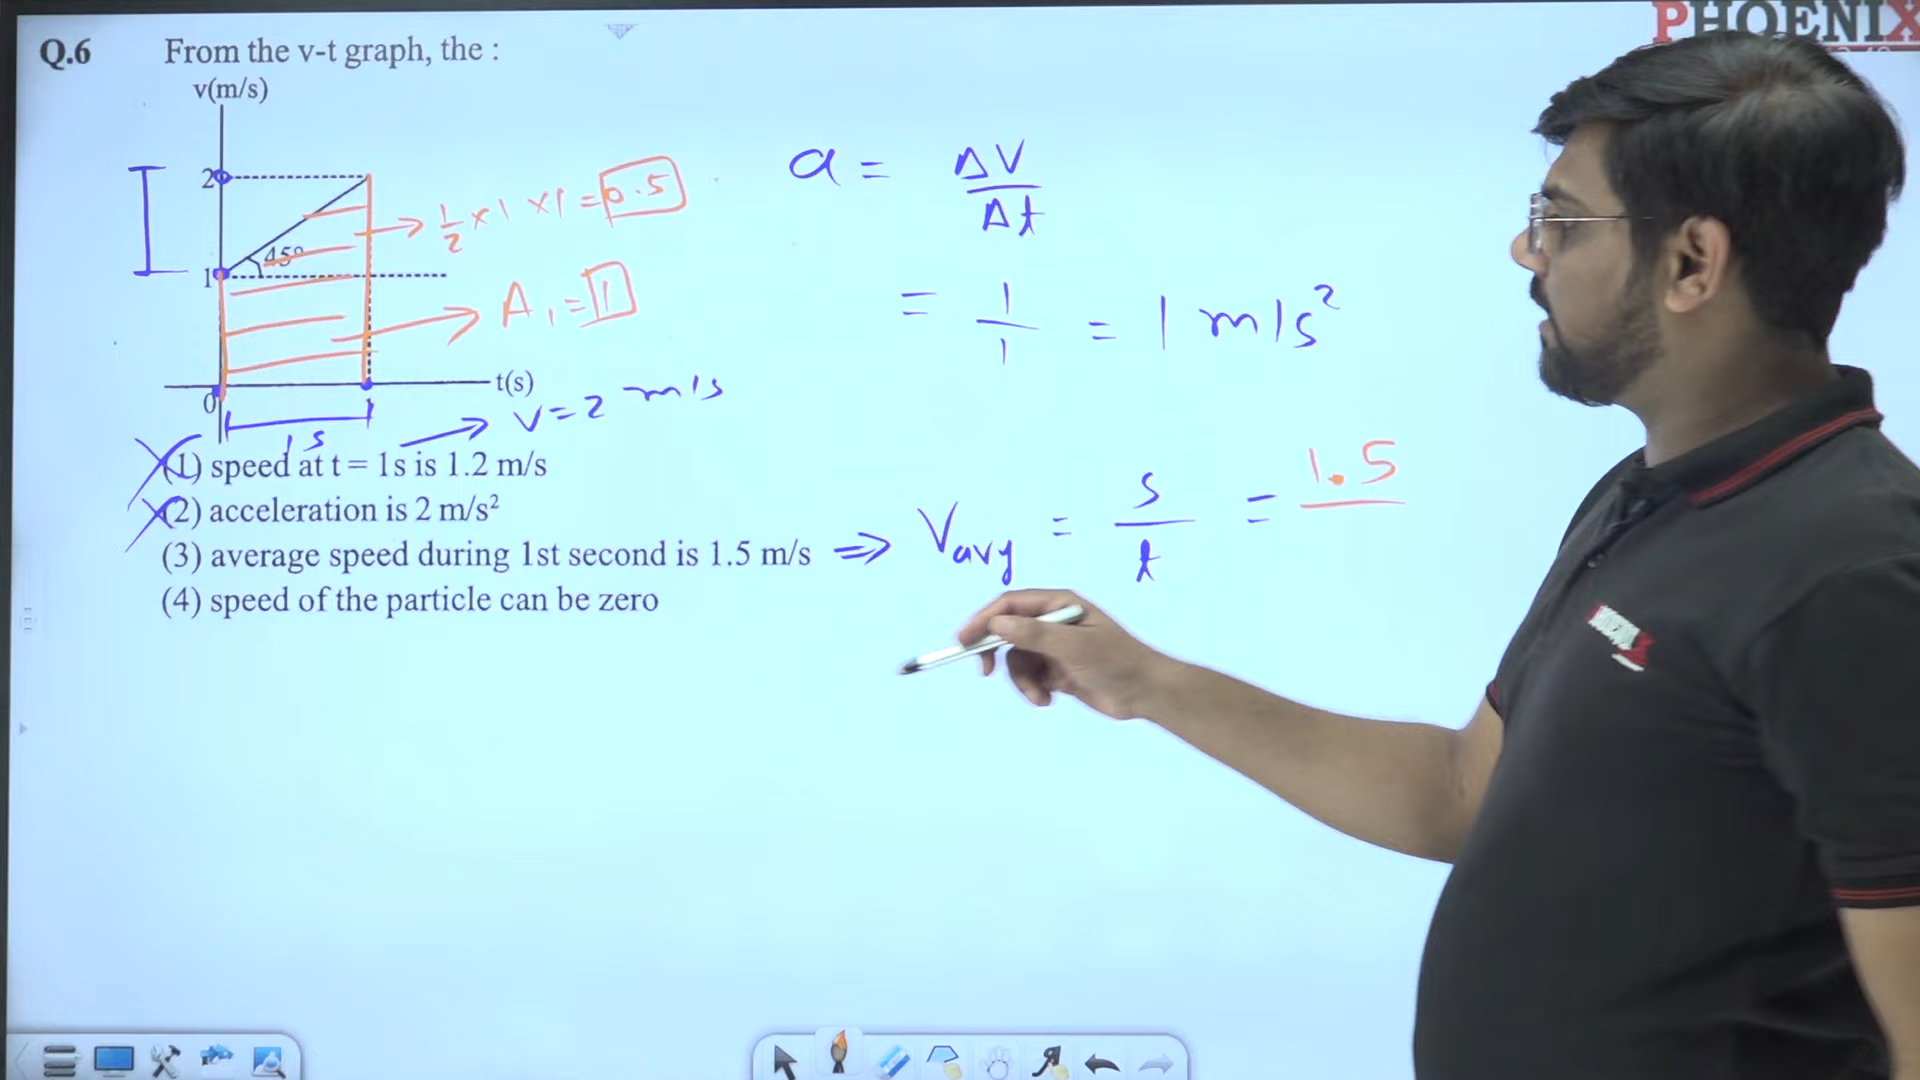 PHOENIX
Q.6 From the v-t graph, the :
v(m/s)
2
45°
1
0
t(s)
1/2 × 1 × 1 = 0.5
A₁ = 1
1 s
v = 2 m/s
(1) speed at t = 1s is 1.2 m/s
(2) acceleration is 2 m/s²
(3) average speed during 1st second is 1.5 m/s ⇒
(4) speed of the particle can be zero
a = ΔV/Δt
= 1/1 = 1 m/s²
Vavg = s/t = 1.5